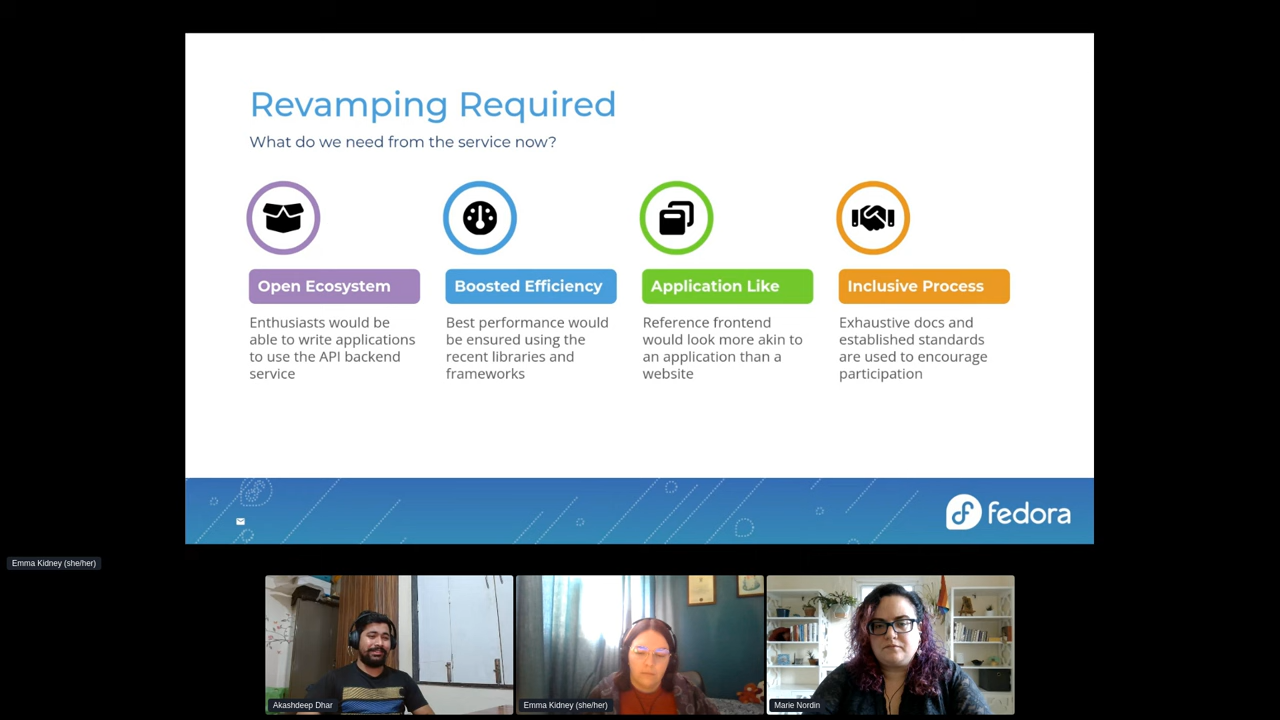 Revamping Required
What do we need from the service now?
Open Ecosystem
Enthusiasts would be
able to write applications
to use the API backend
service
Boosted Efficiency
Best performance would
be ensured using the
recent libraries and
frameworks
Application Like
Reference frontend
would look more akin to
an application than a
website
Inclusive Process
Exhaustive docs and
established standards
are used to encourage
participation
fedora
Emma Kidney (she/her)
Akashdeep Dhar
Emma Kidney (she/her)
Marie Nordin